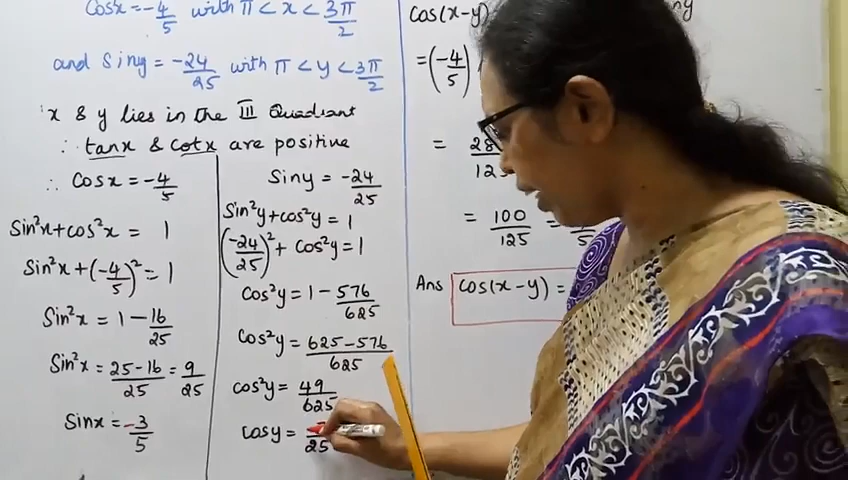 Cosx = -4/5 with π < x < 3π/2
and Siny = -24/25 with π < y < 3π/2
x & y lies in the III Quadrant
∴ tanx & cotx are positive
∴ Cosx = -4/5
Sin²x + cos²x = 1
Sin²x + (-4/5)² = 1
Sin²x = 1 - 16/25
Sin²x = 25-16/25 = 9/25
Sinx = -3/5
Siny = -24/25
Sin²y + cos²y = 1
(-24/25)² + cos²y = 1
cos²y = 1 - 576/625
cos²y = 625-576/625
cos²y = 49/625
cosy = /25
cos(x-y)
= (-4/5)
=
= 100/125 =
Ans cos(x-y) =